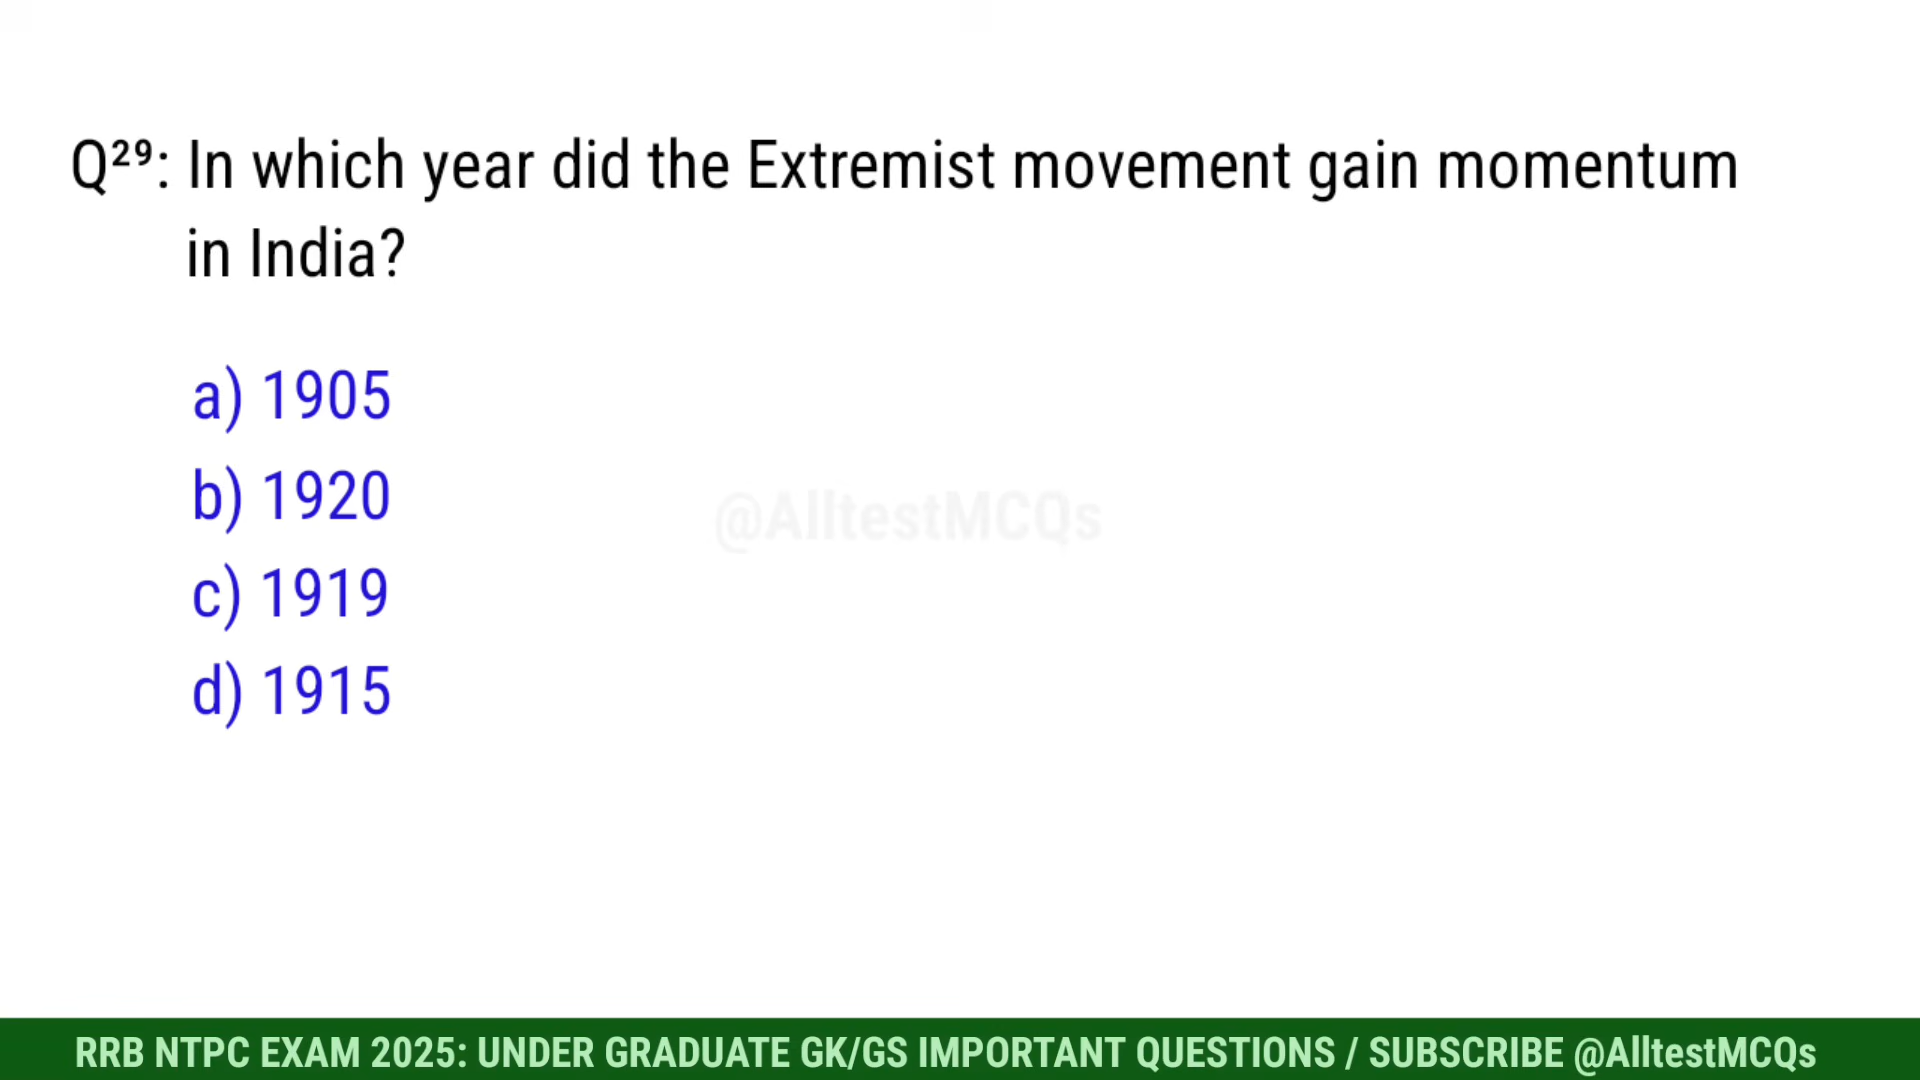 Q²⁹: In which year did the Extremist movement gain momentum
in India?
a) 1905
b) 1920
@AlltestMCQs
c) 1919
d) 1915
RRB NTPC EXAM 2025: UNDER GRADUATE GK/GS IMPORTANT QUESTIONS / SUBSCRIBE @AlltestMCQs